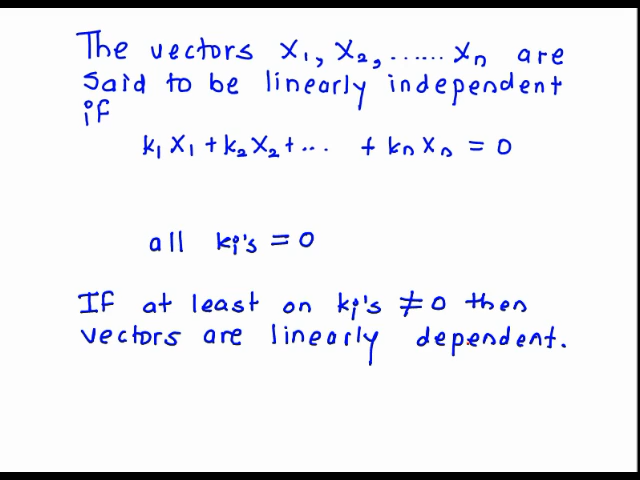 The vectors X₁, X₂, ...... Xₙ are
said to be linearly independent
if
k₁X₁ + k₂X₂ + ... + kₙXₙ = 0
all kᵢ's = 0
If at least on kᵢ's ≠ 0 then
vectors are linearly dependent.